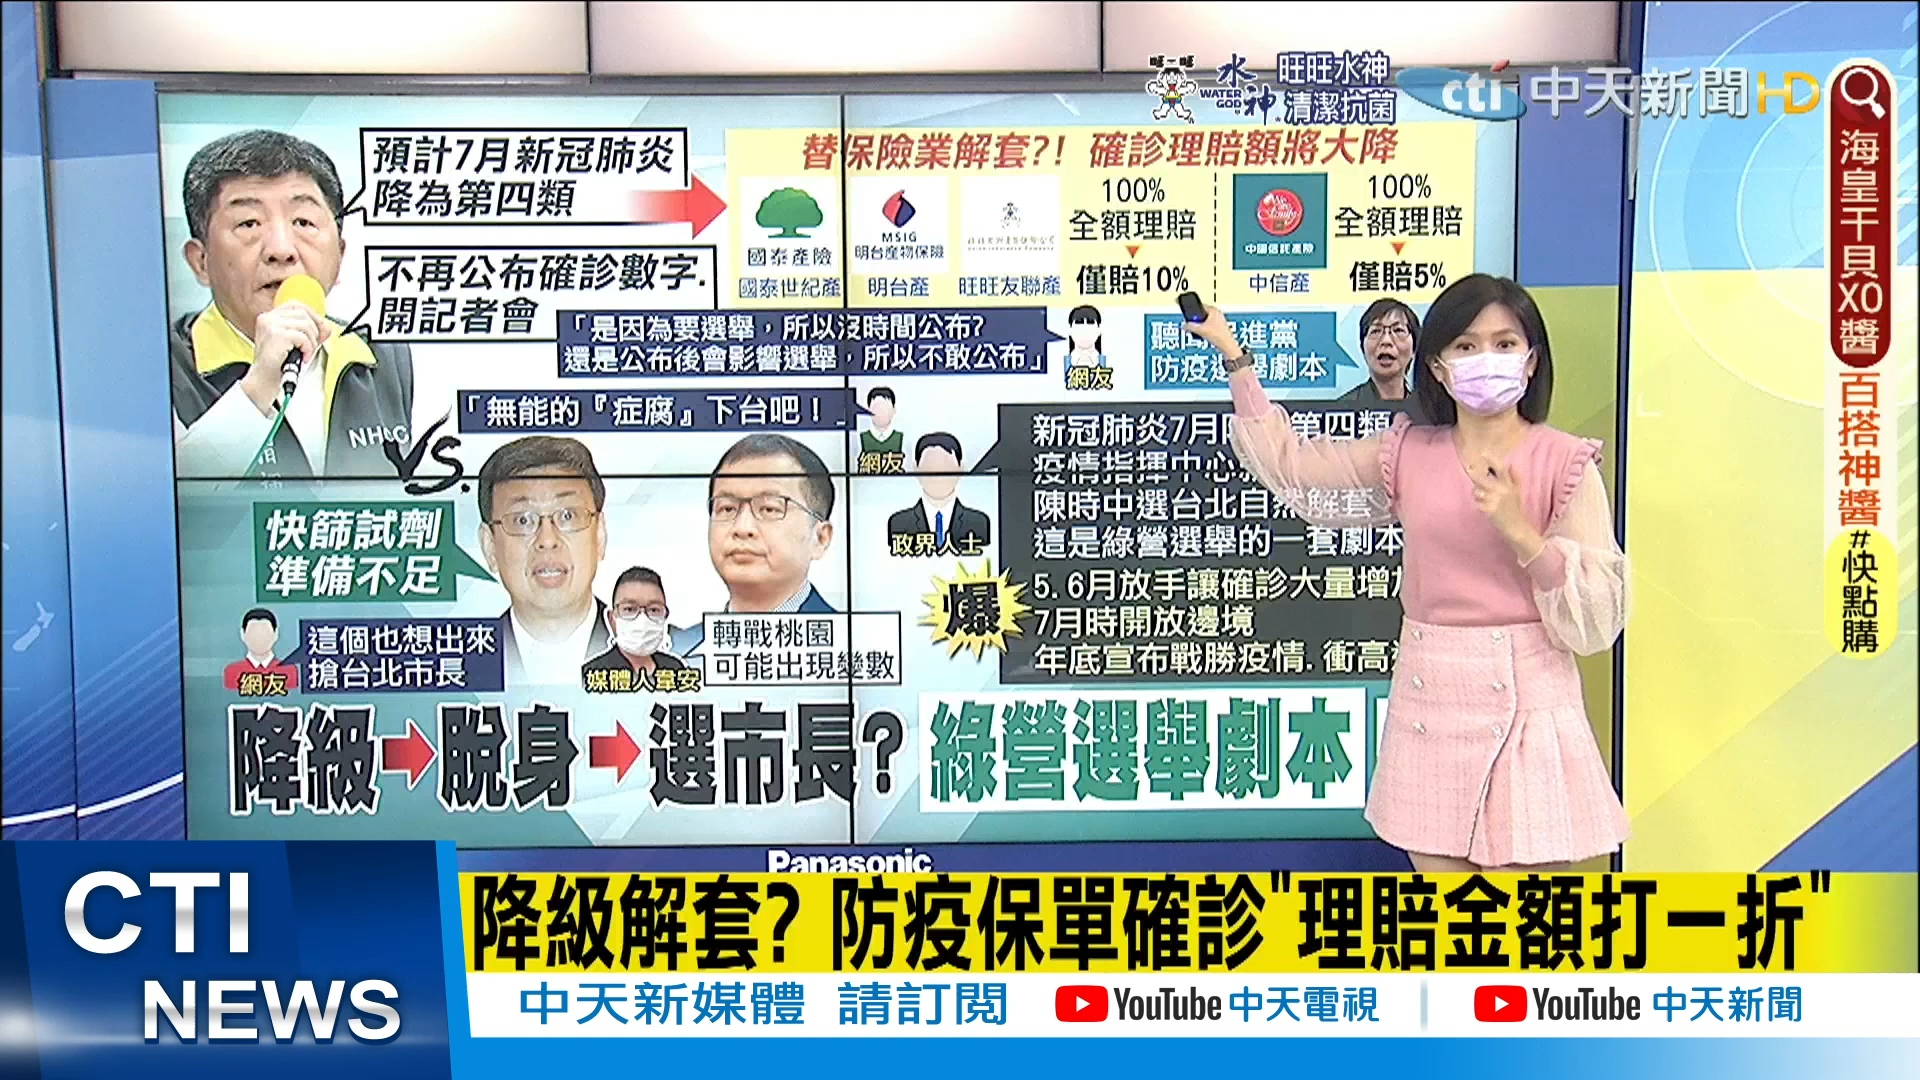 旺旺
水神
WATER GOD
旺旺水神
清潔抗菌
cti 中天新聞HD
預計7月新冠肺炎
降為第四類
不再公布確診數字.
開記者會
替保險業解套?! 確診理賠額將大降
國泰產險
國泰世紀產
MSIG
明台產物保險
明台產
旺旺友聯產
100%
全額理賠
僅賠10%
We are family
中國信託產險
中信產
100%
全額理賠
僅賠5%
「是因為要選舉，所以沒時間公布?
還是公布後會影響選舉，所以不敢公布」
網友
防疫
劇本
「無能的『症腐』下台吧！」
網友
VS.
快篩試劑
準備不足
這個也想出來
搶台北市長
網友
媒體人韋安
轉戰桃園
可能出現變數
政界人士
新冠肺炎7月
第四類
疫情指揮中心
陳時中選台北自然解套
這是綠營選舉的一套劇本
爆
5.6月放手讓確診大量增加
7月時開放邊境
年底宣布戰勝疫情.衝高
降級→脫身→選市長?
綠營選舉劇本
Panasonic
海皇干貝XO醬
百搭神醬
#快點購
CTI
NEWS
降級解套? 防疫保單確診"理賠金額打一折"
中天新媒體 請訂閱 YouTube 中天電視 | YouTube 中天新聞